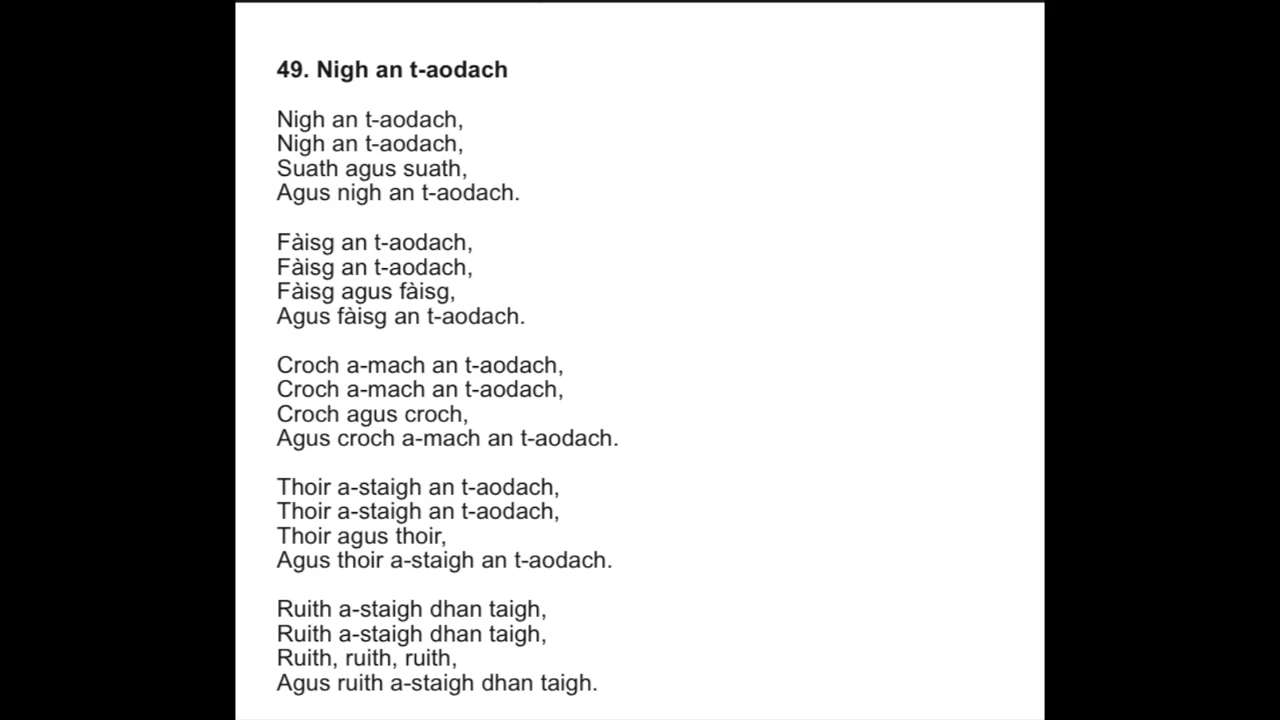 49. Nigh an t-aodach
Nigh an t-aodach,
Nigh an t-aodach,
Suath agus suath,
Agus nigh an t-aodach.
Fàisg an t-aodach,
Fàisg an t-aodach,
Fàisg agus fàisg,
Agus fàisg an t-aodach.
Croch a-mach an t-aodach,
Croch a-mach an t-aodach,
Croch agus croch,
Agus croch a-mach an t-aodach.
Thoir a-staigh an t-aodach,
Thoir a-staigh an t-aodach,
Thoir agus thoir,
Agus thoir a-staigh an t-aodach.
Ruith a-staigh dhan taigh,
Ruith a-staigh dhan taigh,
Ruith, ruith, ruith,
Agus ruith a-staigh dhan taigh.